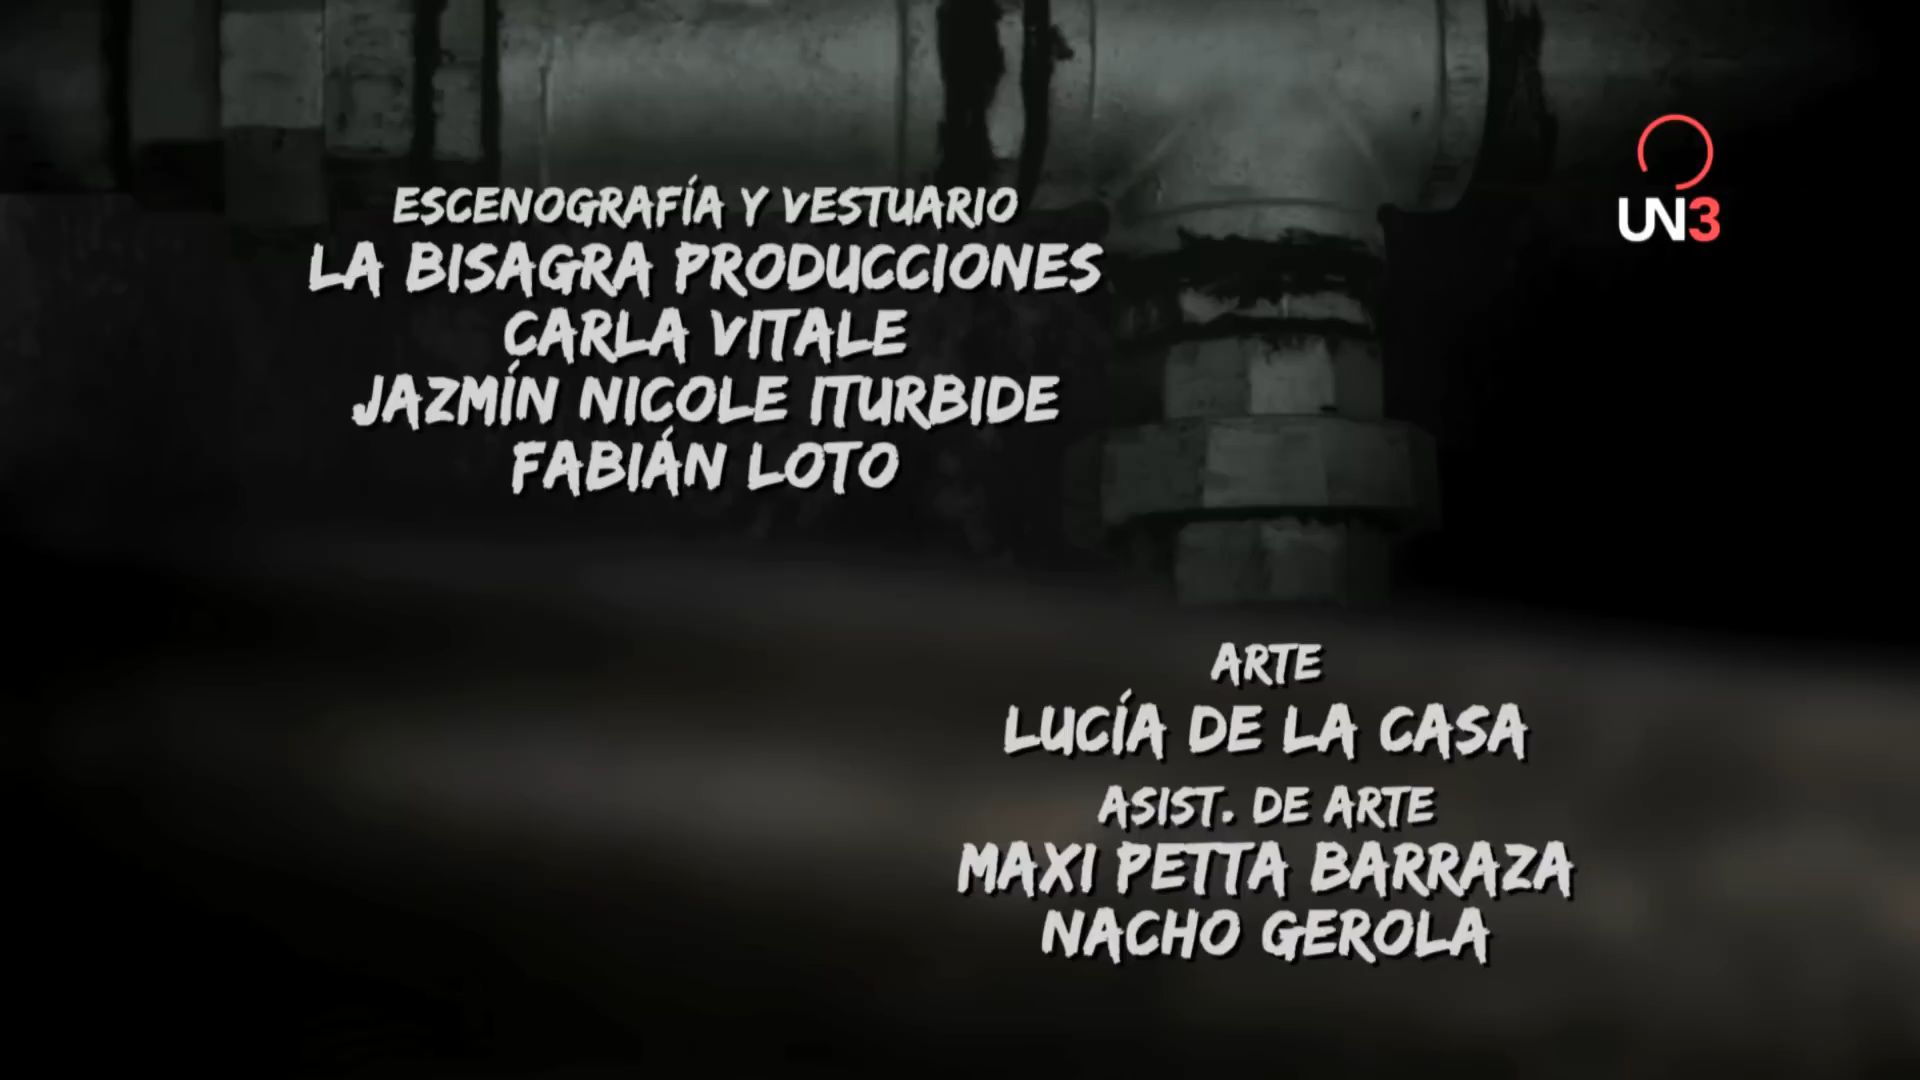 ESCENOGRAFÍA Y VESTUARIO
LA BISAGRA PRODUCCIONES
CARLA VITALE
JAZMÍN NICOLE ITURBIDE
FABIÁN LOTO
UN3
ARTE
LUCÍA DE LA CASA
ASIST. DE ARTE
MAXI PETTA BARRAZA
NACHO GEROLA